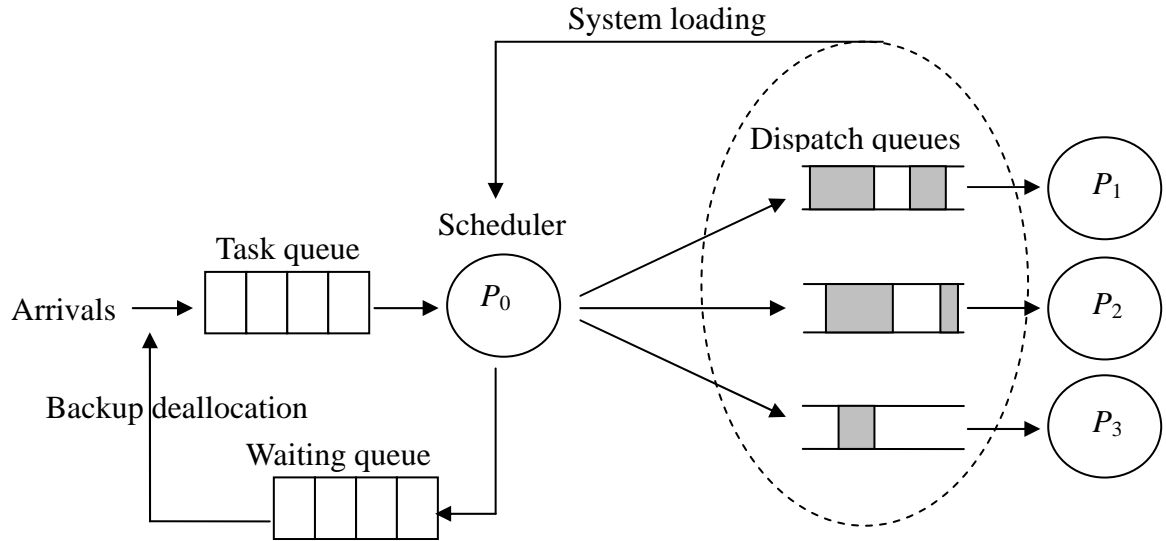 System loading
Dispatch queues
P1
Scheduler
Task queue
P0
Arrivals
P2
Backup deallocation
P3
Waiting queue